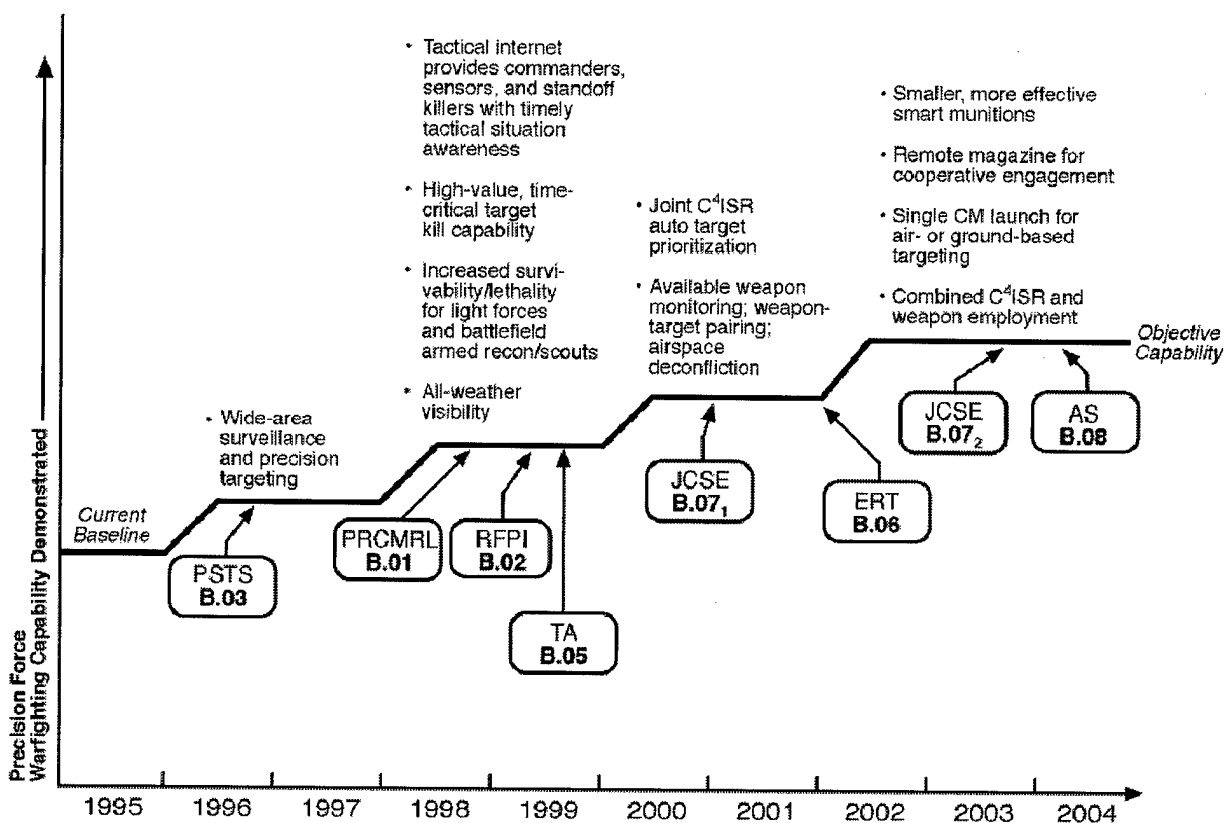 • Tactical internet
provides commanders,
sensors, and standoff
killers with timely
tactical situation
awareness
• High-value, time-
critical target
kill capability
• Increased survi-
vability/lethality
for light forces
and battlefield
armed recon/scouts
• All-weather
visibility
• Smaller, more effective
smart munitions
• Remote magazine for
cooperative engagement
• Single CM launch for
air- or ground-based
targeting
• Combined C⁴ISR and
weapon employment
• Joint C⁴ISR
auto target
prioritization
• Available weapon
monitoring; weapon-
target pairing;
airspace
deconfliction
• Wide-area
surveillance
and precision
targeting
Objective
Capability
Current
Baseline
PSTS
B.03
PRCMRL
B.01
RFPI
B.02
TA
B.05
JCSE
B.07₁
ERT
B.06
JCSE
B.07₂
AS
B.08
Precision Force
Warfighting Capability Demonstrated
1995
1996
1997
1998
1999
2000
2001
2002
2003
2004